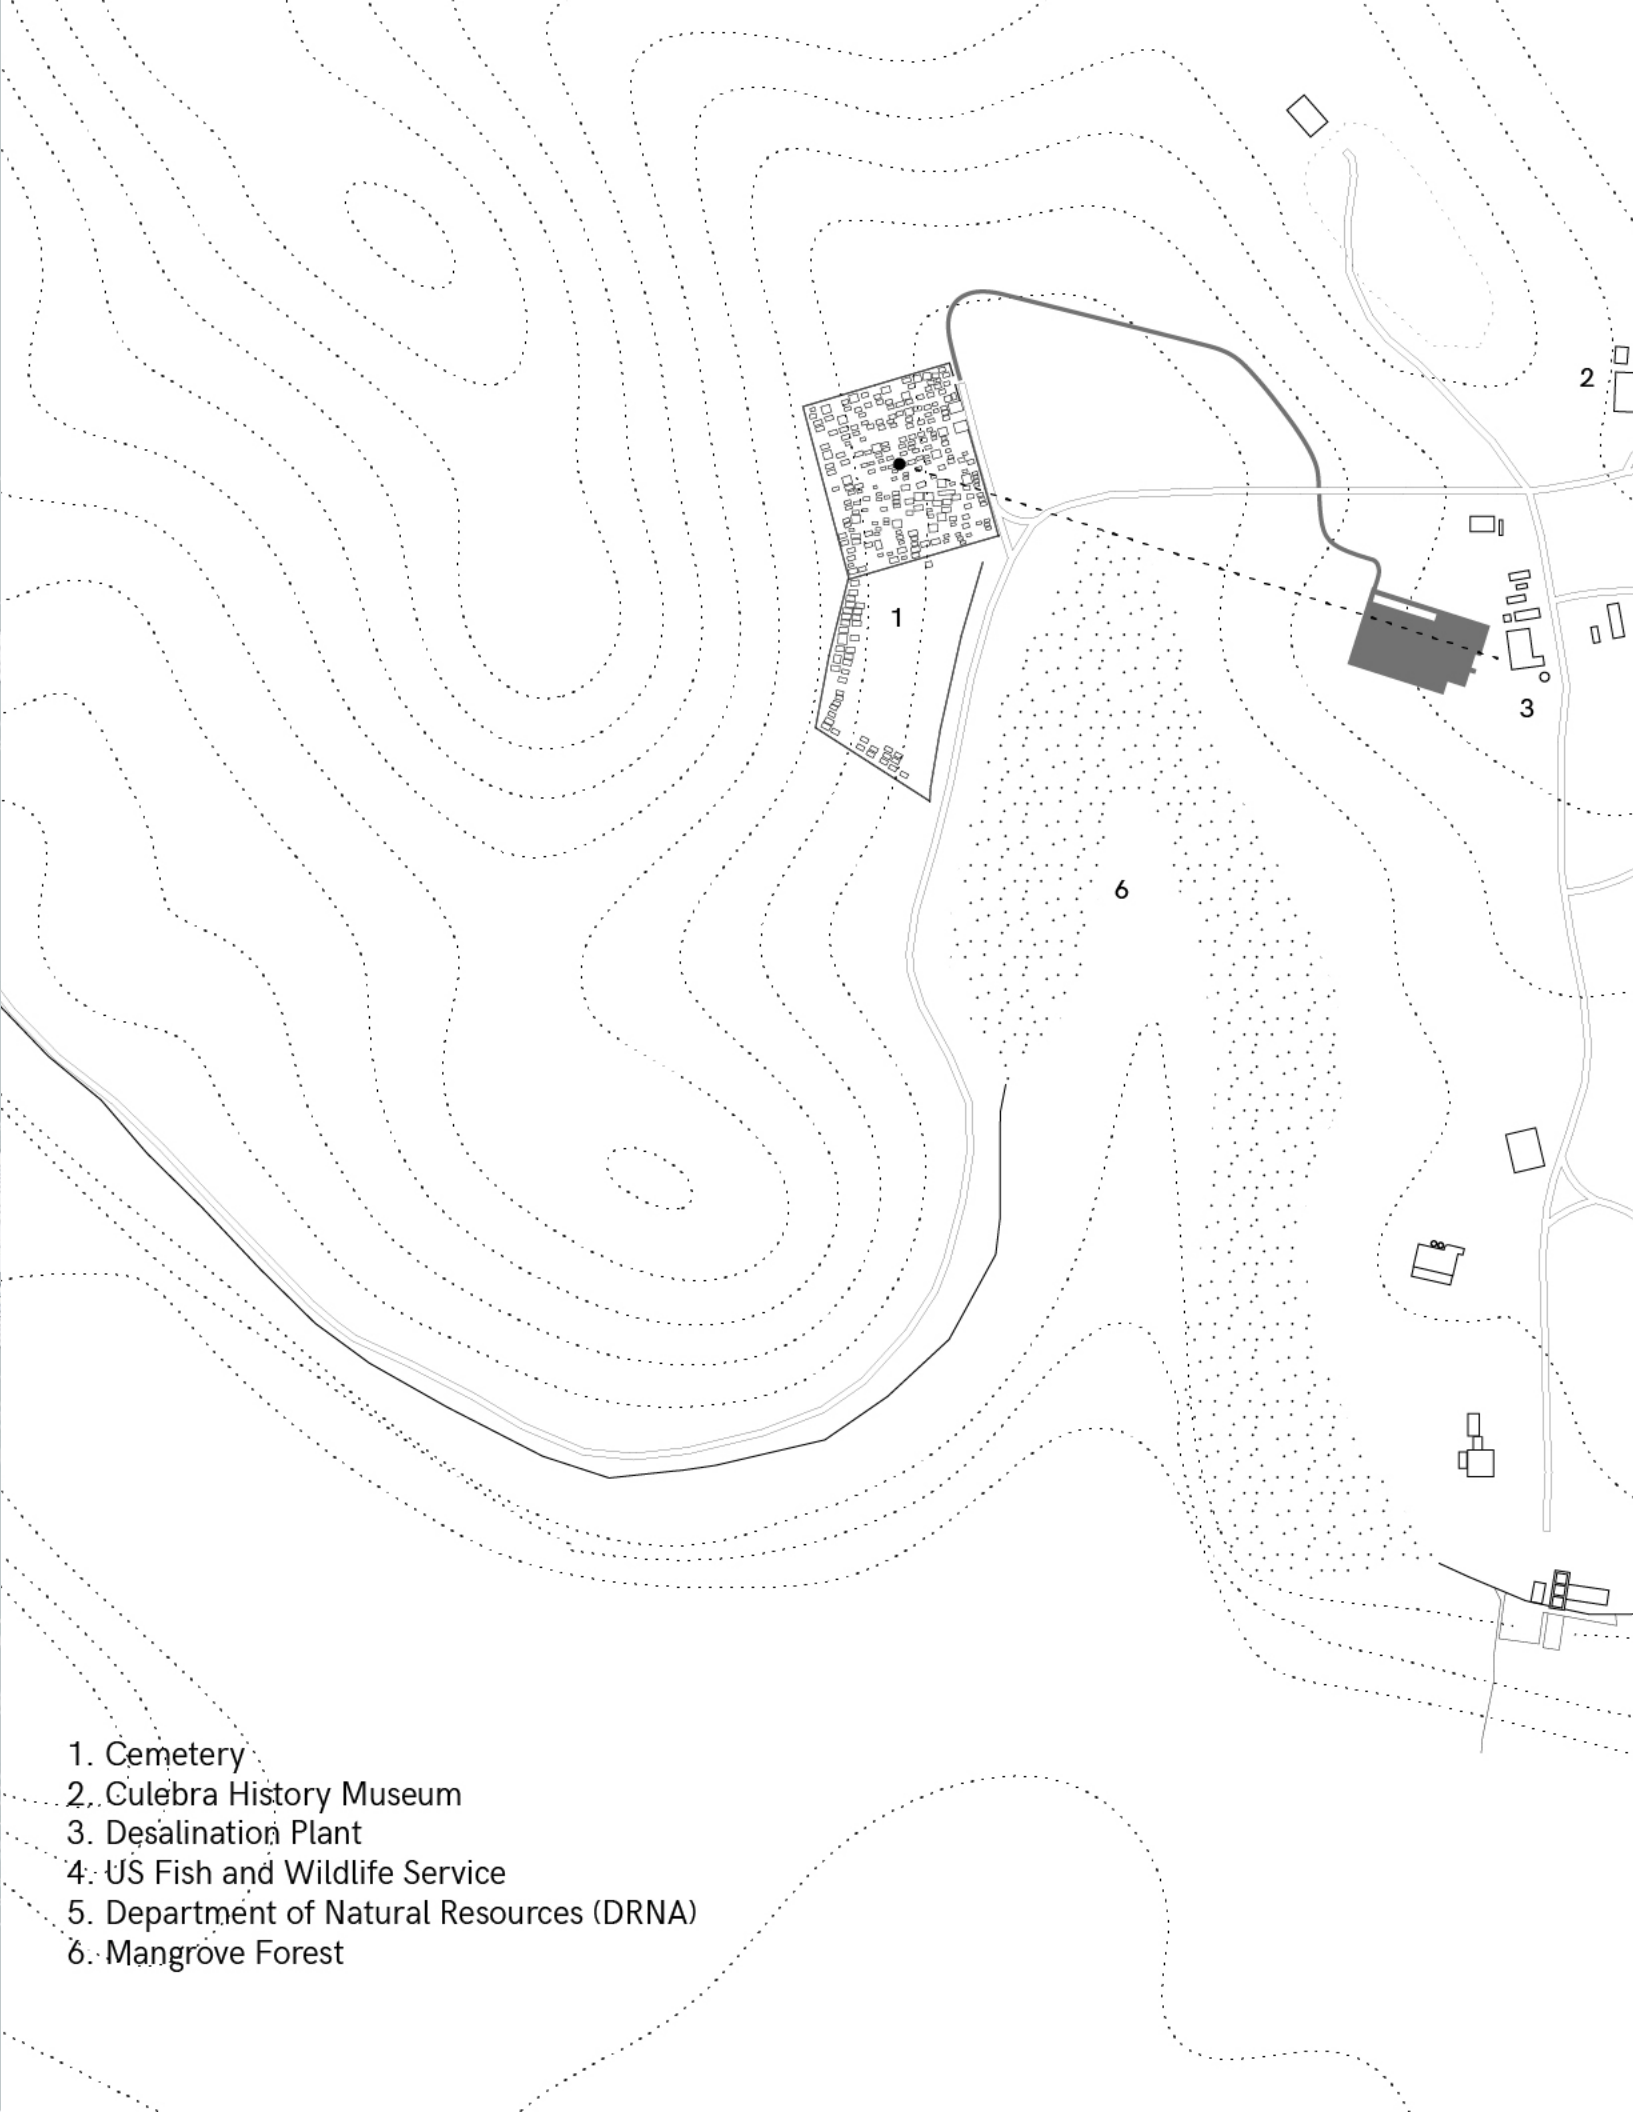 2
1
3
6
1. Cemetery
2. Culebra History Museum
3. Desalination Plant
4. US Fish and Wildlife Service
5. Department of Natural Resources (DRNA)
6. Mangrove Forest